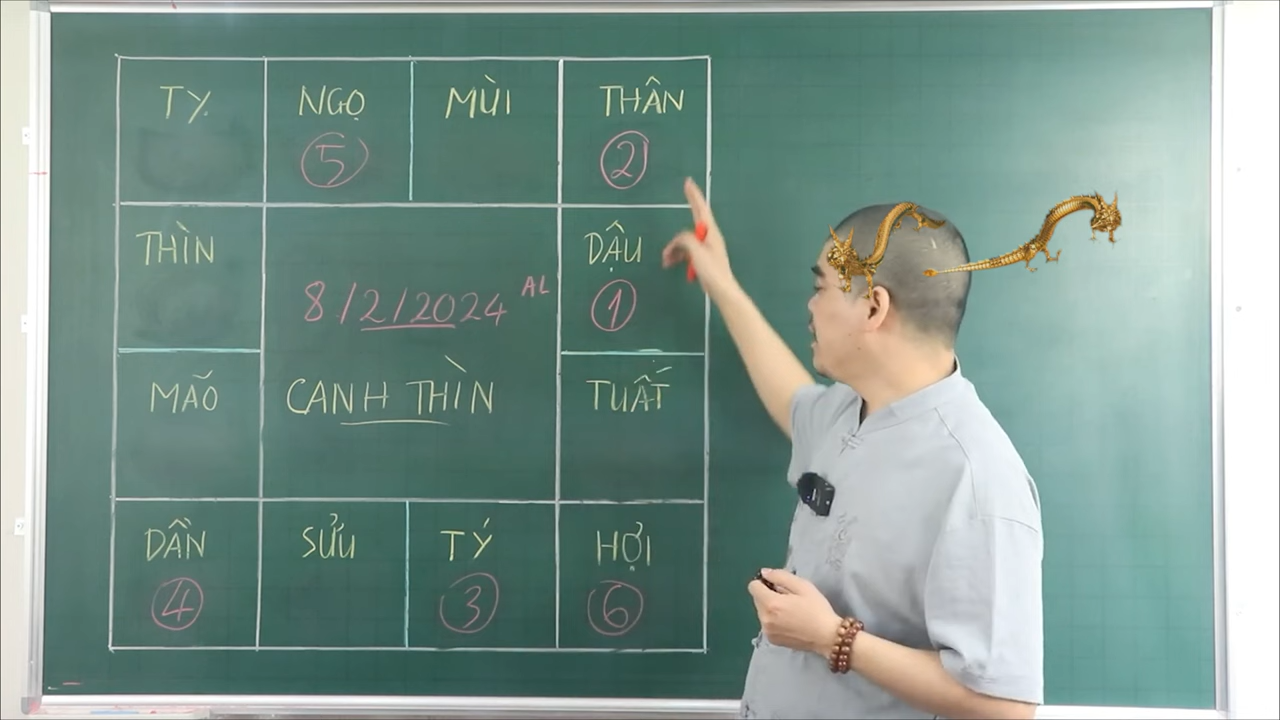 TỴ NGỌ MÙI THÂN
5 2
THÌN DẬU
8/2/2024 AL 1
MÃO CANH THÌN TUẤT
DẦN SỬU TÝ HỢI
4 3 6